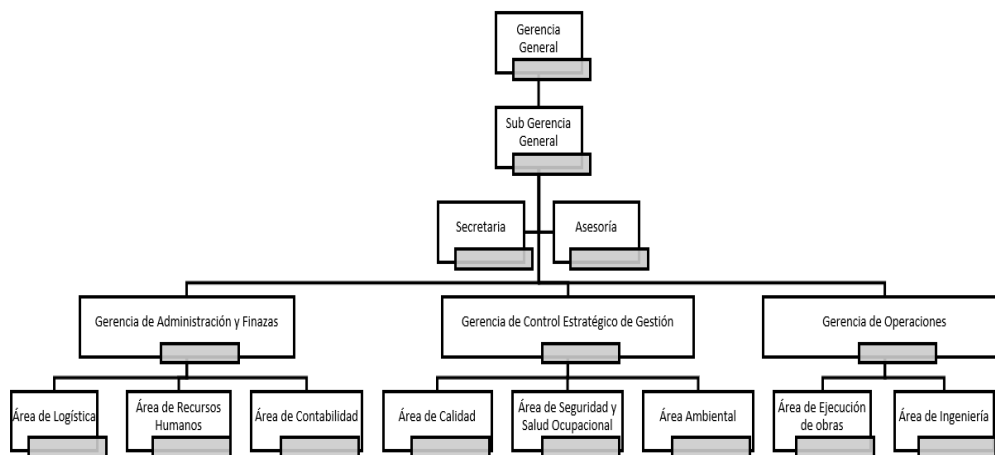 Gerencia
General
Sub Gerencia
General
Secretaria
Asesoría
Gerencia de Administración y Finazas
Gerencia de Control Estratégico de Gestión
Gerencia de Operaciones
Área de Logística
Área de Recursos
Humanos
Área de Contabilidad
Área de Calidad
Área de Seguridad y
Salud Ocupacional
Área Ambiental
Área de Ejecución
de obras
Área de Ingeniería